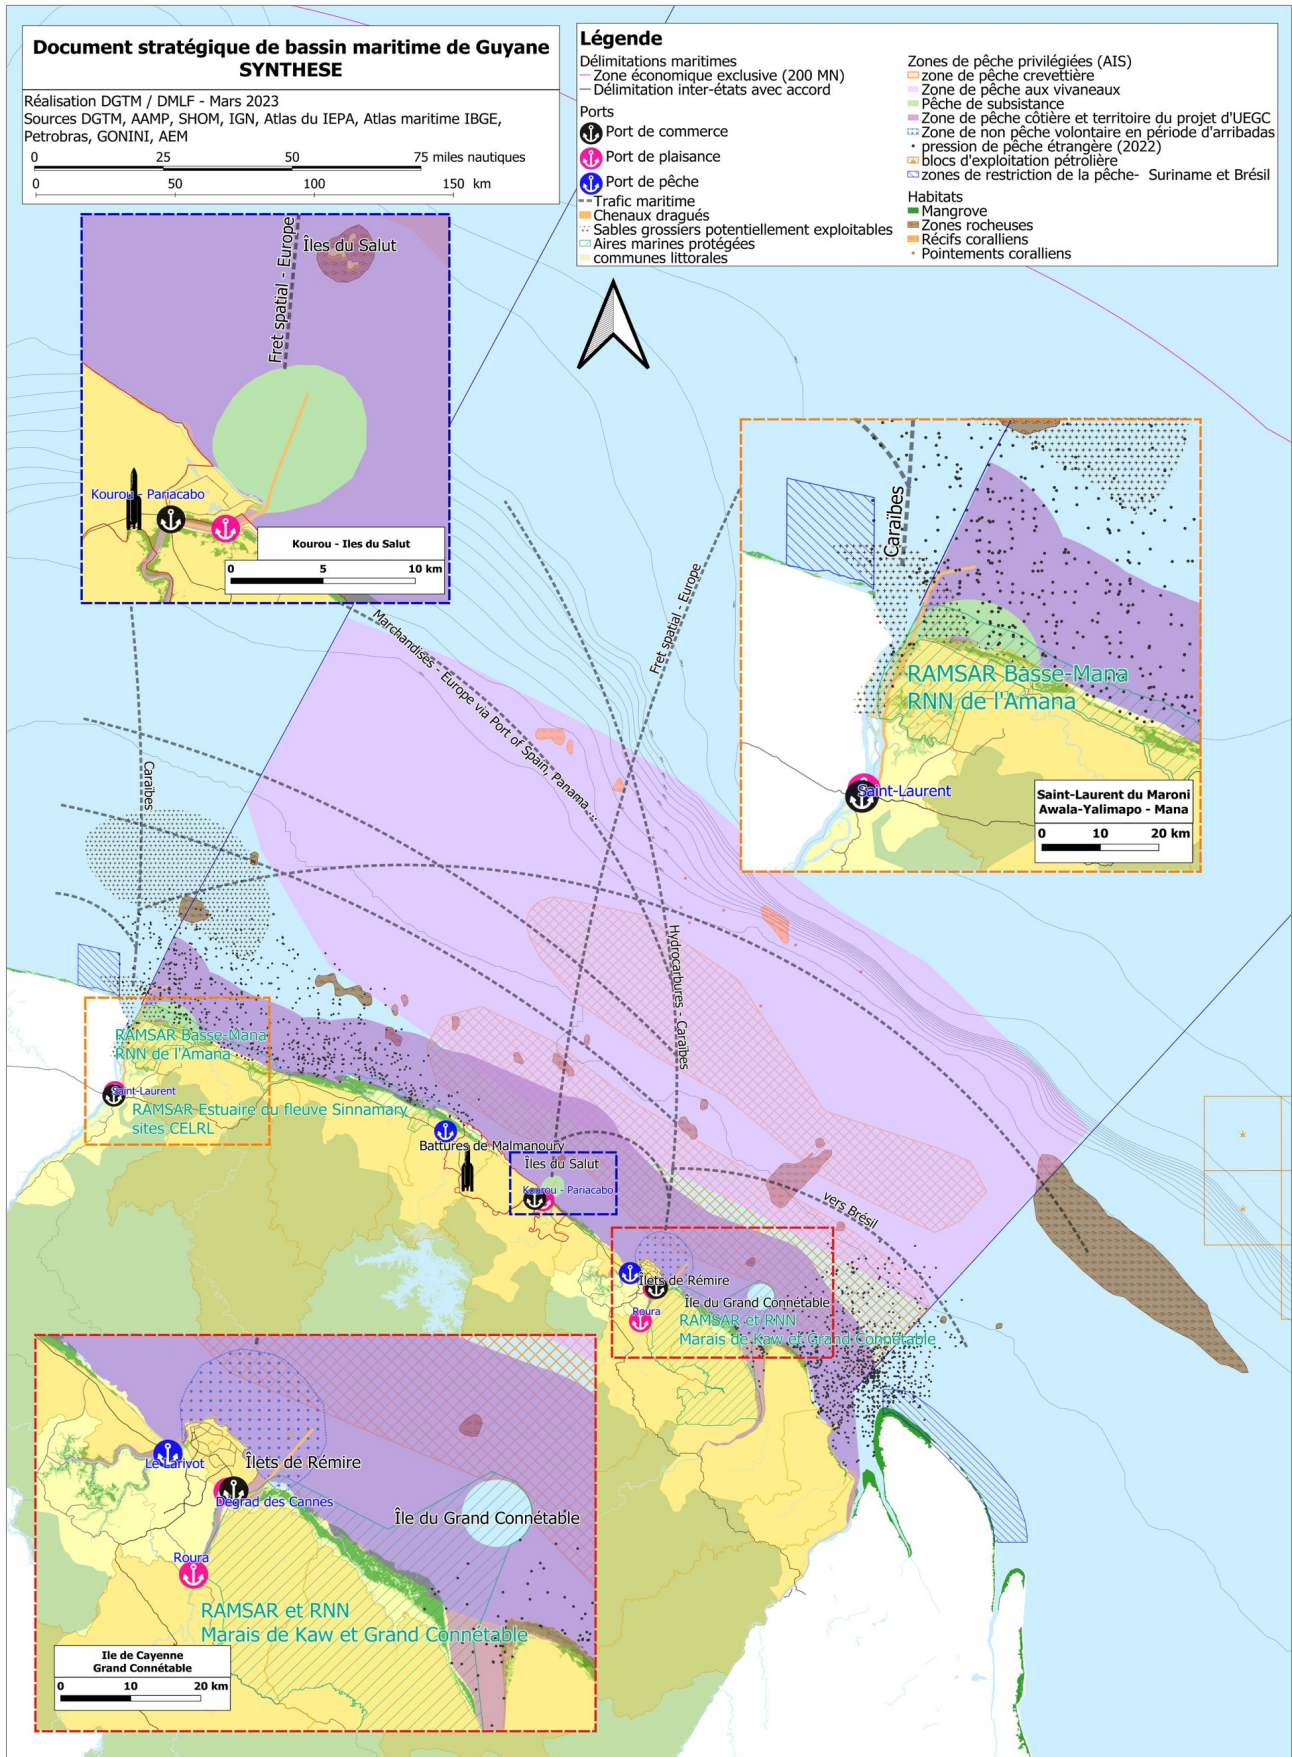 Document stratégique de bassin maritime de Guyane
SYNTHESE
Réalisation DGTM / DMLF - Mars 2023
Sources DGTM, AAMP, SHOM, IGN, Atlas du IEPA, Atlas maritime IBGE,
Petrobras, GONINI, AEM
0 25 50 75 miles nautiques
0 50 100 150 km
Légende
Délimitations maritimes
Zone économique exclusive (200 MN)
Délimitation inter-états avec accord
Ports
Port de commerce
Port de plaisance
Port de pêche
Trafic maritime
Chenaux dragués
Sables grossiers potentiellement exploitables
Aires marines protégées
communes littorales
Zones de pêche privilégiées (AIS)
zone de pêche crevettière
Zone de pêche aux vivaneaux
Pêche de subsistance
Zone de pêche côtière et territoire du projet d'UEGC
Zone de non pêche volontaire en période d'arribadas
pression de pêche étrangère (2022)
blocs d'exploitation pétrolière
zones de restriction de la pêche- Suriname et Brésil
Habitats
Mangrove
Zones rocheuses
Récifs coralliens
Pointements coralliens
Fret spatial - Europe
Îles du Salut
Kourou - Pariacabo
Kourou - Iles du Salut
0 5 10 km
Caraïbes
RAMSAR Basse-Mana
RNN de l'Amana
Saint-Laurent
Saint-Laurent du Maroni
Awala-Yalimapo - Mana
0 10 20 km
Marchandises - Europe via Port of Spain, Panama ...
Fret spatial - Europe
Caraïbes
Hydrocarbures - Caraïbes
RAMSAR Basse-Mana
RNN de l'Amana
Saint-Laurent
RAMSAR Estuaire du fleuve Sinnamary
sites CELRL
Battures de Malmanoury
Îles du Salut
Kourou - Pariacabo
vers Brésil
Îlets de Rémire
Île du Grand Connétable
Roura
RAMSAR et RNN
Marais de Kaw et Grand Connétable
Le Larivot
Îlets de Rémire
Dégrad des Cannes
Île du Grand Connétable
Roura
RAMSAR et RNN
Marais de Kaw et Grand Connétable
Ile de Cayenne
Grand Connétable
0 10 20 km